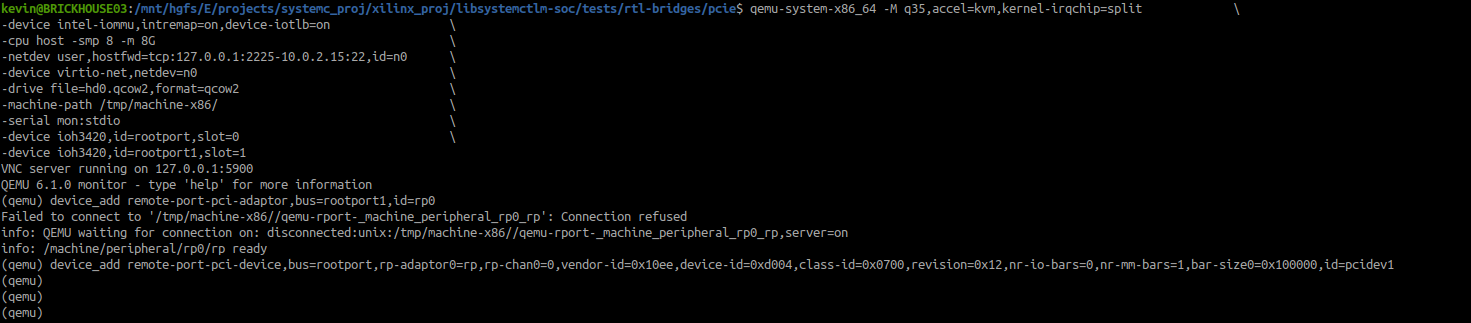 kevin@BRICKHOUSE03:/mnt/hgfs/E/projects/systemc_proj/xilinx_proj/libsystemctlm-soc/tests/rtl-bridges/pcie$ qemu-system-x86_64 -M q35,accel=kvm,kernel-irqchip=split \
-device intel-iommu,intremap=on,device-iotlb=on \
-cpu host -smp 8 -m 8G \
-netdev user,hostfwd=tcp:127.0.0.1:2225-10.0.2.15:22,id=n0 \
-device virtio-net,netdev=n0 \
-drive file=hd0.qcow2,format=qcow2 \
-machine-path /tmp/machine-x86/ \
-serial mon:stdio \
-device ioh3420,id=rootport,slot=0 \
-device ioh3420,id=rootport1,slot=1
VNC server running on 127.0.0.1:5900
QEMU 6.1.0 monitor - type 'help' for more information
(qemu) device_add remote-port-pci-adaptor,bus=rootport1,id=rp0
Failed to connect to '/tmp/machine-x86//qemu-rport-_machine_peripheral_rp0_rp': Connection refused
info: QEMU waiting for connection on: disconnected:unix:/tmp/machine-x86//qemu-rport-_machine_peripheral_rp0_rp,server=on
info: /machine/peripheral/rp0/rp ready
(qemu) device_add remote-port-pci-device,bus=rootport,rp-adaptor0=rp,rp-chan0=0,vendor-id=0x10ee,device-id=0xd004,class-id=0x0700,revision=0x12,nr-io-bars=0,nr-mm-bars=1,bar-size0=0x100000,id=pcidev1
(qemu)
(qemu)
(qemu)